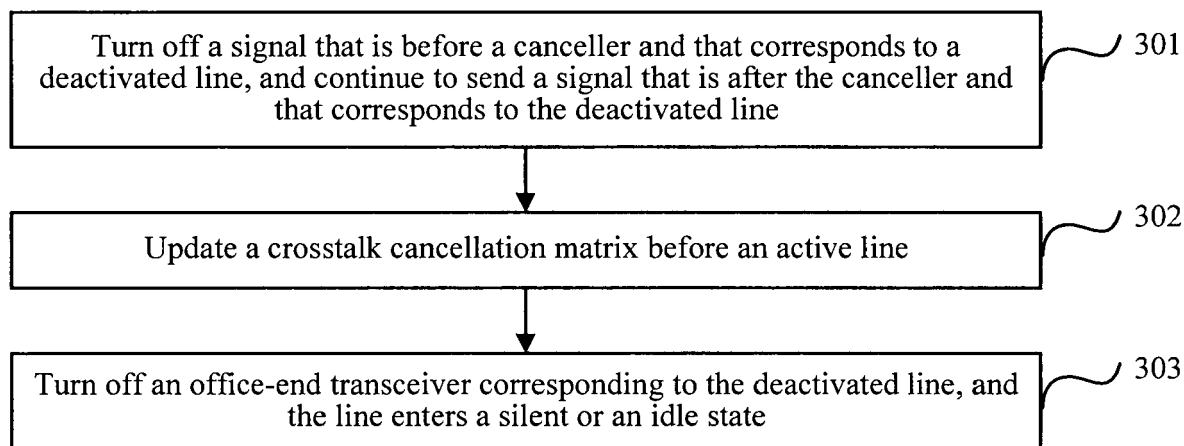 Turn off a signal that is before a canceller and that corresponds to a
deactivated line, and continue to send a signal that is after the canceller and
that corresponds to the deactivated line
301
Update a crosstalk cancellation matrix before an active line
302
Turn off an office-end transceiver corresponding to the deactivated line, and
the line enters a silent or an idle state
303